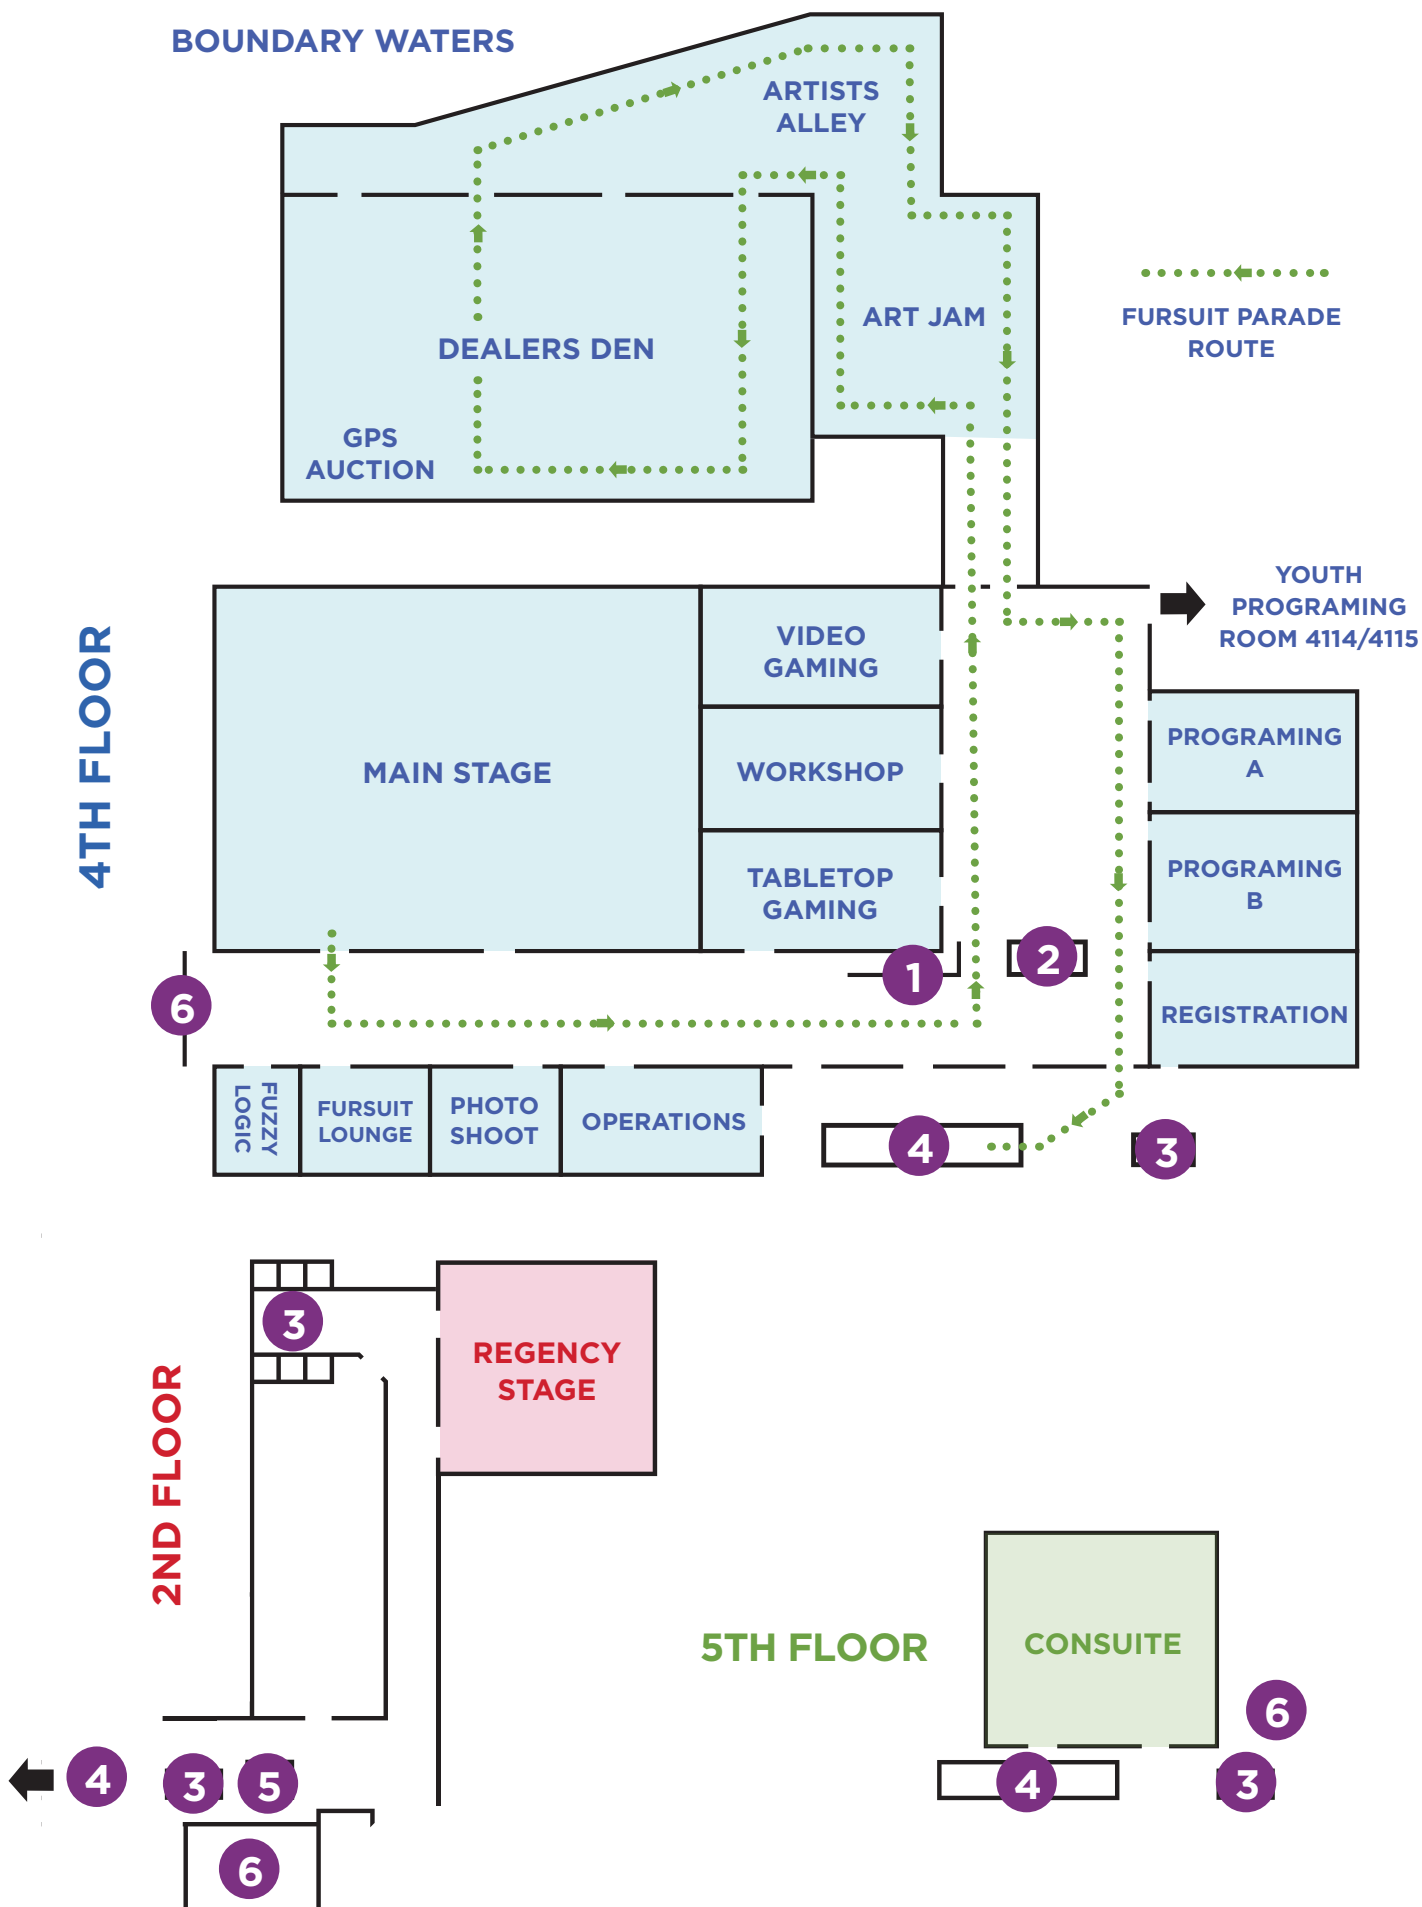 BOUNDARY WATERS
ARTISTS
ALLEY
ART JAM
FURSUIT PARADE
ROUTE
DEALERS DEN
GPS
AUCTION
YOUTH
PROGRAMING
ROOM 4114/4115
4TH FLOOR
VIDEO
GAMING
MAIN STAGE
WORKSHOP
TABLETOP
GAMING
PROGRAMING
A
PROGRAMING
B
REGISTRATION
1
2
6
FUZZY
LOGIC
FURSUIT
LOUNGE
PHOTO
SHOOT
OPERATIONS
4
3
2ND FLOOR
3
REGENCY
STAGE
4
3
5
6
5TH FLOOR
CONSUITE
6
4
3